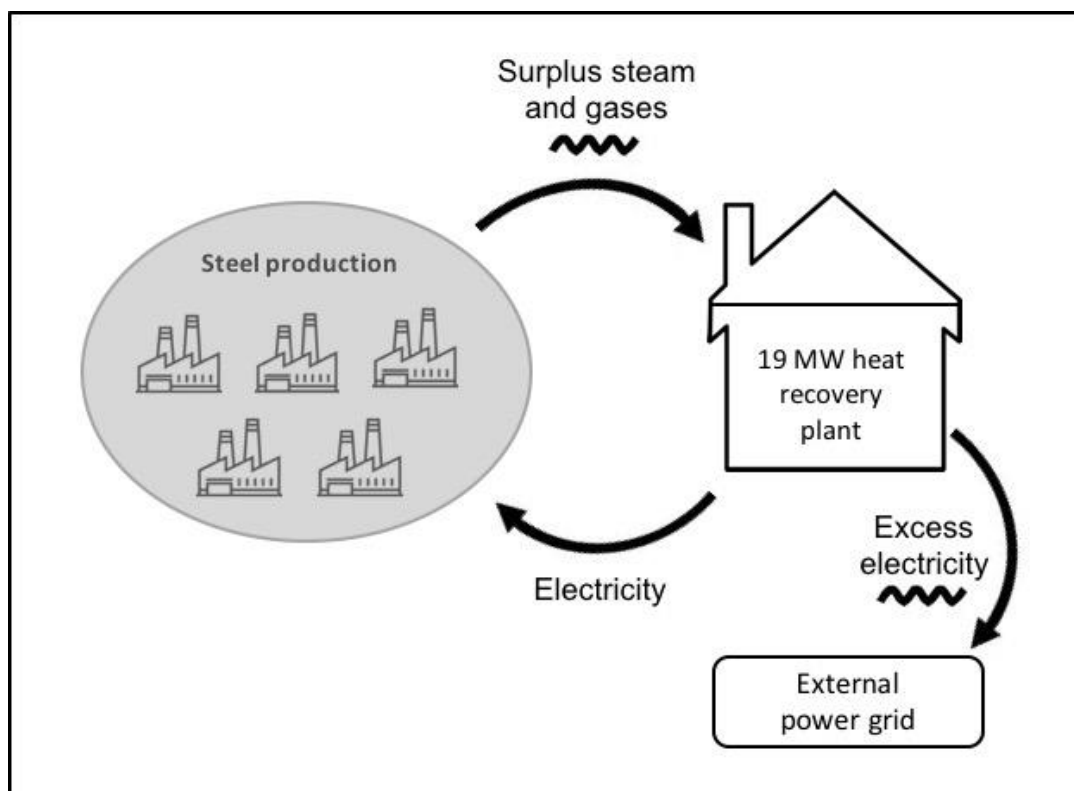 Surplus steam
and gases
Steel production
19 MW heat
recovery
plant
Electricity
Excess
electricity
External
power grid